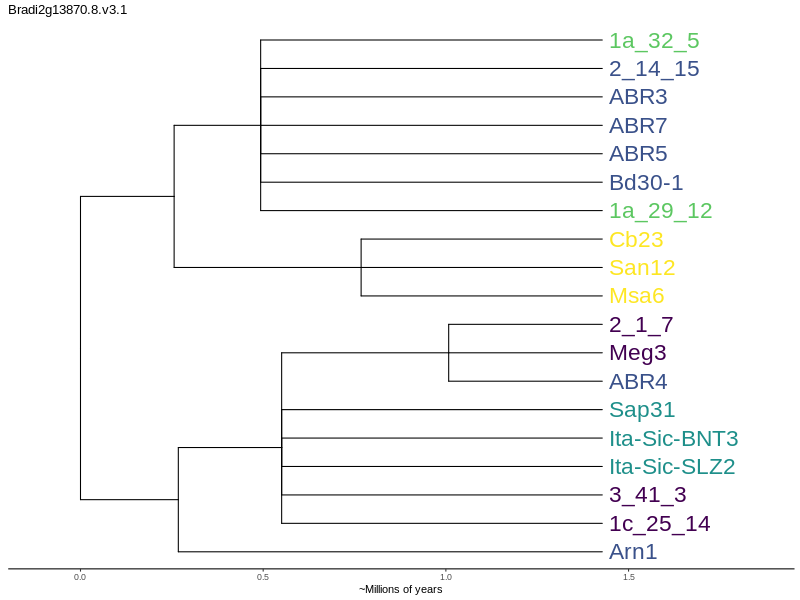 Bradi2g13870.8.v3.1
1a_32_5
2_14_15
ABR3
ABR7
ABR5
Bd30-1
1a_29_12
Cb23
San12
Msa6
2_1_7
Meg3
ABR4
Sap31
Ita-Sic-BNT3
Ita-Sic-SLZ2
3_41_3
1c_25_14
Arn1
0.0 0.5 1.0 1.5
~Millions of years